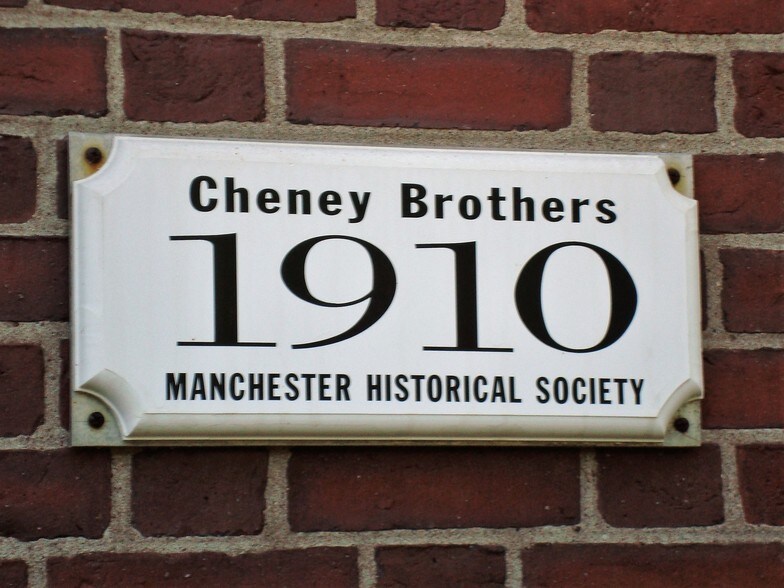 Cheney Brothers
1910
MANCHESTER HISTORICAL SOCIETY